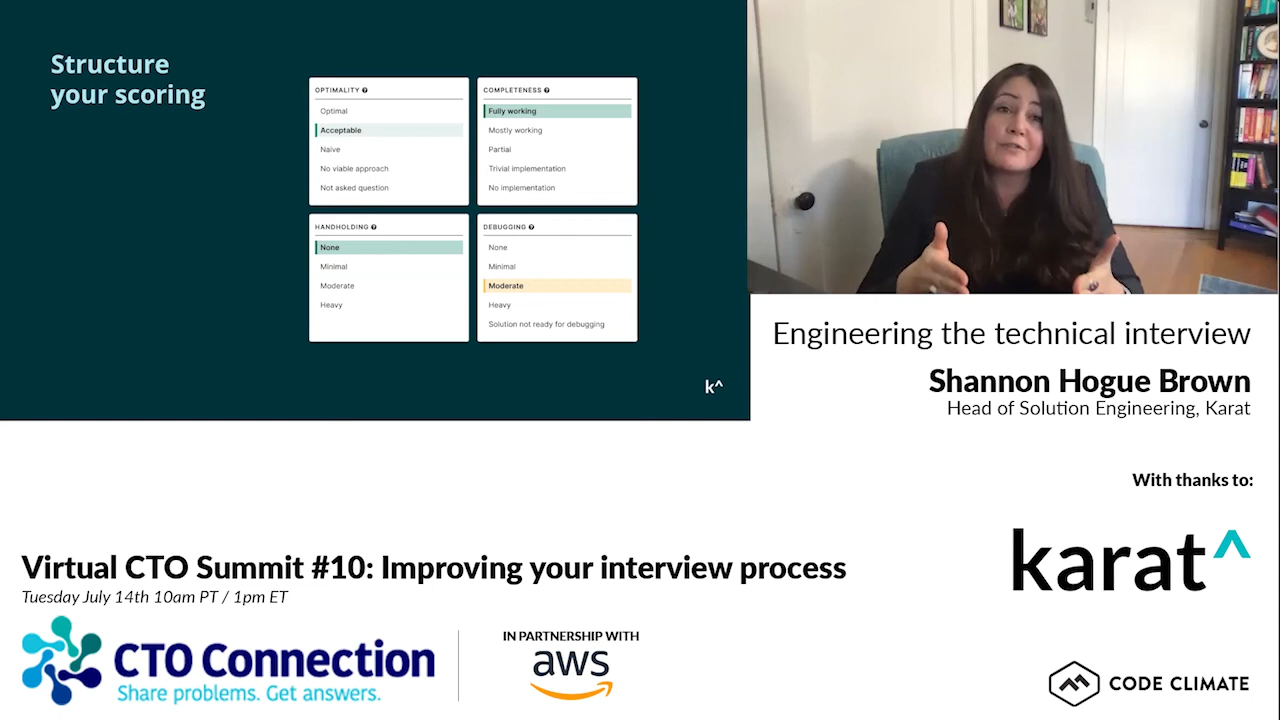 Structure
your scoring
OPTIMALITY ?
Optimal
Acceptable
Naive
No viable approach
Not asked question
COMPLETENESS ?
Fully working
Mostly working
Partial
Trivial implementation
No implementation
HANDHOLDING ?
None
Minimal
Moderate
Heavy
DEBUGGING ?
None
Minimal
Moderate
Heavy
Solution not ready for debugging
k^
Engineering the technical interview
Shannon Hogue Brown
Head of Solution Engineering, Karat
With thanks to:
karat^
Virtual CTO Summit #10: Improving your interview process
Tuesday July 14th 10am PT / 1pm ET
CTO Connection
Share problems. Get answers.
IN PARTNERSHIP WITH
aws
CODE CLIMATE